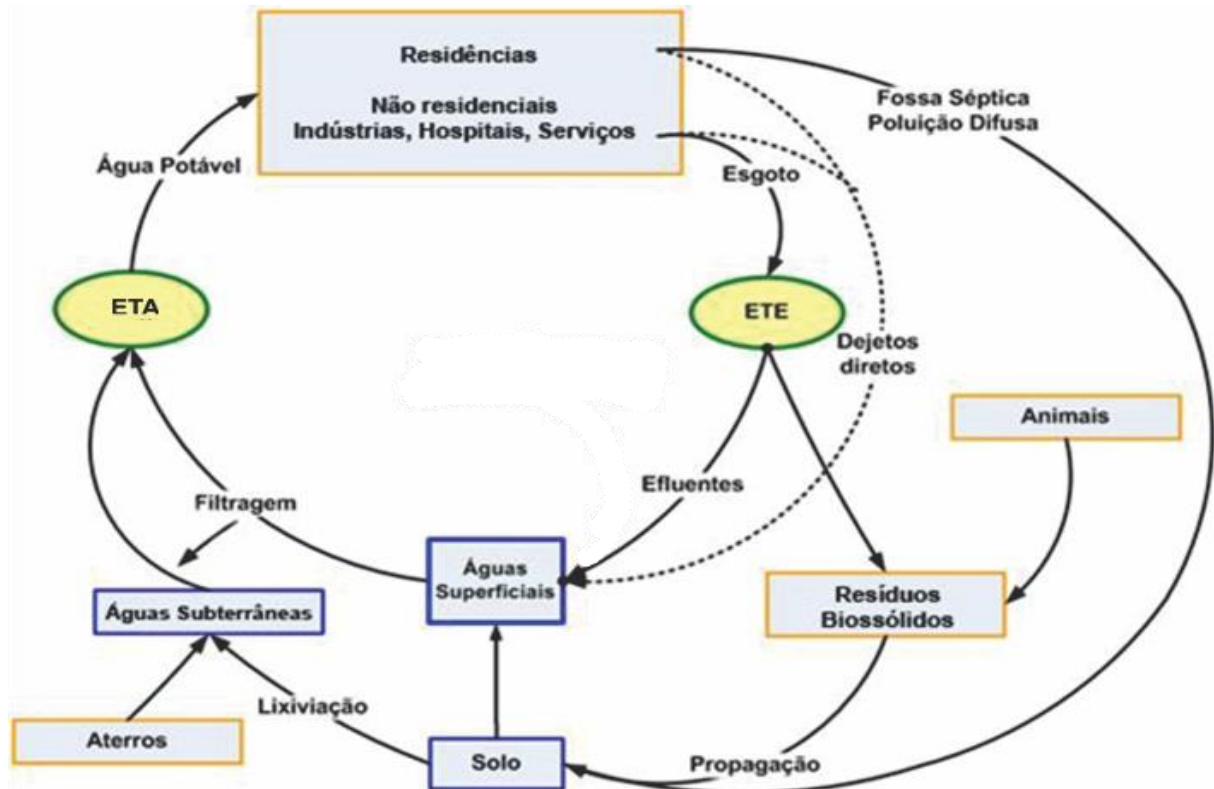 Residências
Não residenciais
Indústrias, Hospitais, Serviços
Fossa Séptica
Poluição Difusa
Água Potável
Esgoto
ETA
ETE
Dejetos
diretos
Animais
Efluentes
Filtragem
Águas
Superficiais
Resíduos
Biossólidos
Águas Subterrâneas
Lixiviação
Aterros
Solo
Propagação